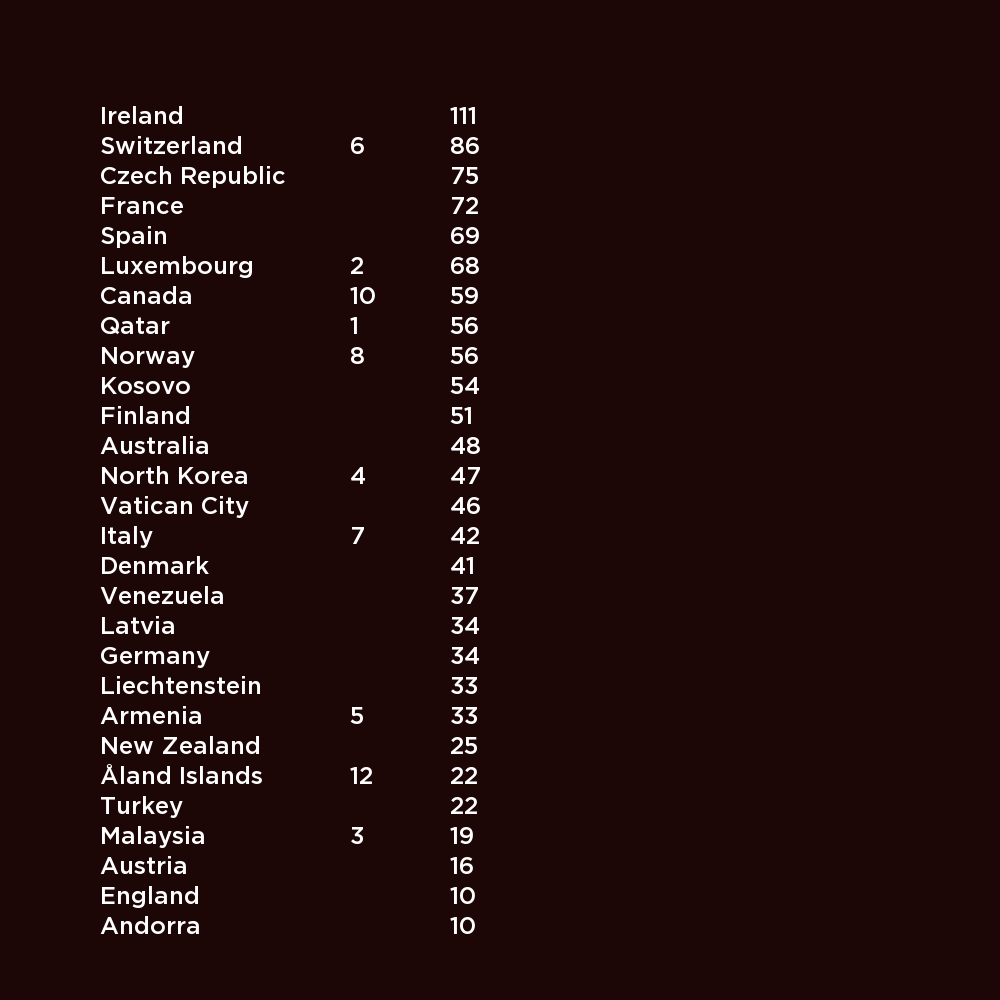 Ireland 111
Switzerland 6 86
Czech Republic 75
France 72
Spain 69
Luxembourg 2 68
Canada 10 59
Qatar 1 56
Norway 8 56
Kosovo 54
Finland 51
Australia 48
North Korea 4 47
Vatican City 46
Italy 7 42
Denmark 41
Venezuela 37
Latvia 34
Germany 34
Liechtenstein 33
Armenia 5 33
New Zealand 25
Åland Islands 12 22
Turkey 22
Malaysia 3 19
Austria 16
England 10
Andorra 10